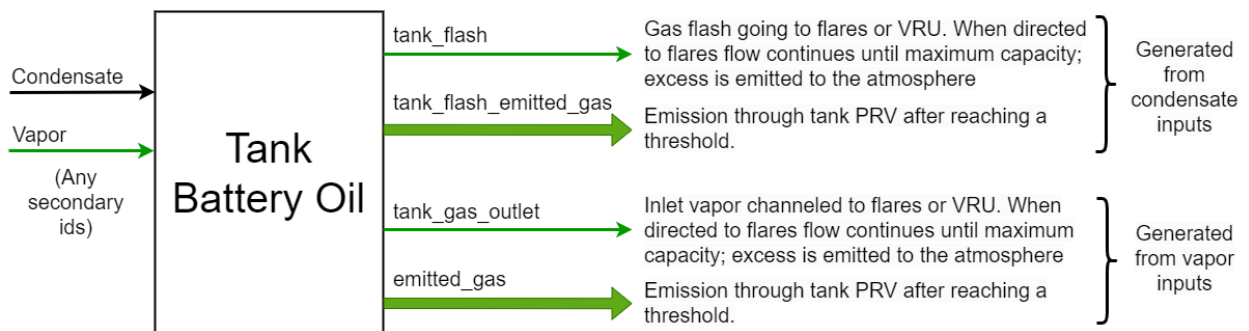 Condensate
Vapor
(Any
secondary
ids)
Tank
Battery Oil
tank_flash
Gas flash going to flares or VRU. When directed
to flares flow continues until maximum capacity;
excess is emitted to the atmosphere
tank_flash_emitted_gas
Emission through tank PRV after reaching a
threshold.
Generated
from
condensate
inputs
tank_gas_outlet
Inlet vapor channeled to flares or VRU. When
directed to flares flow continues until maximum
capacity; excess is emitted to the atmosphere
emitted_gas
Emission through tank PRV after reaching a
threshold.
Generated
from vapor
inputs